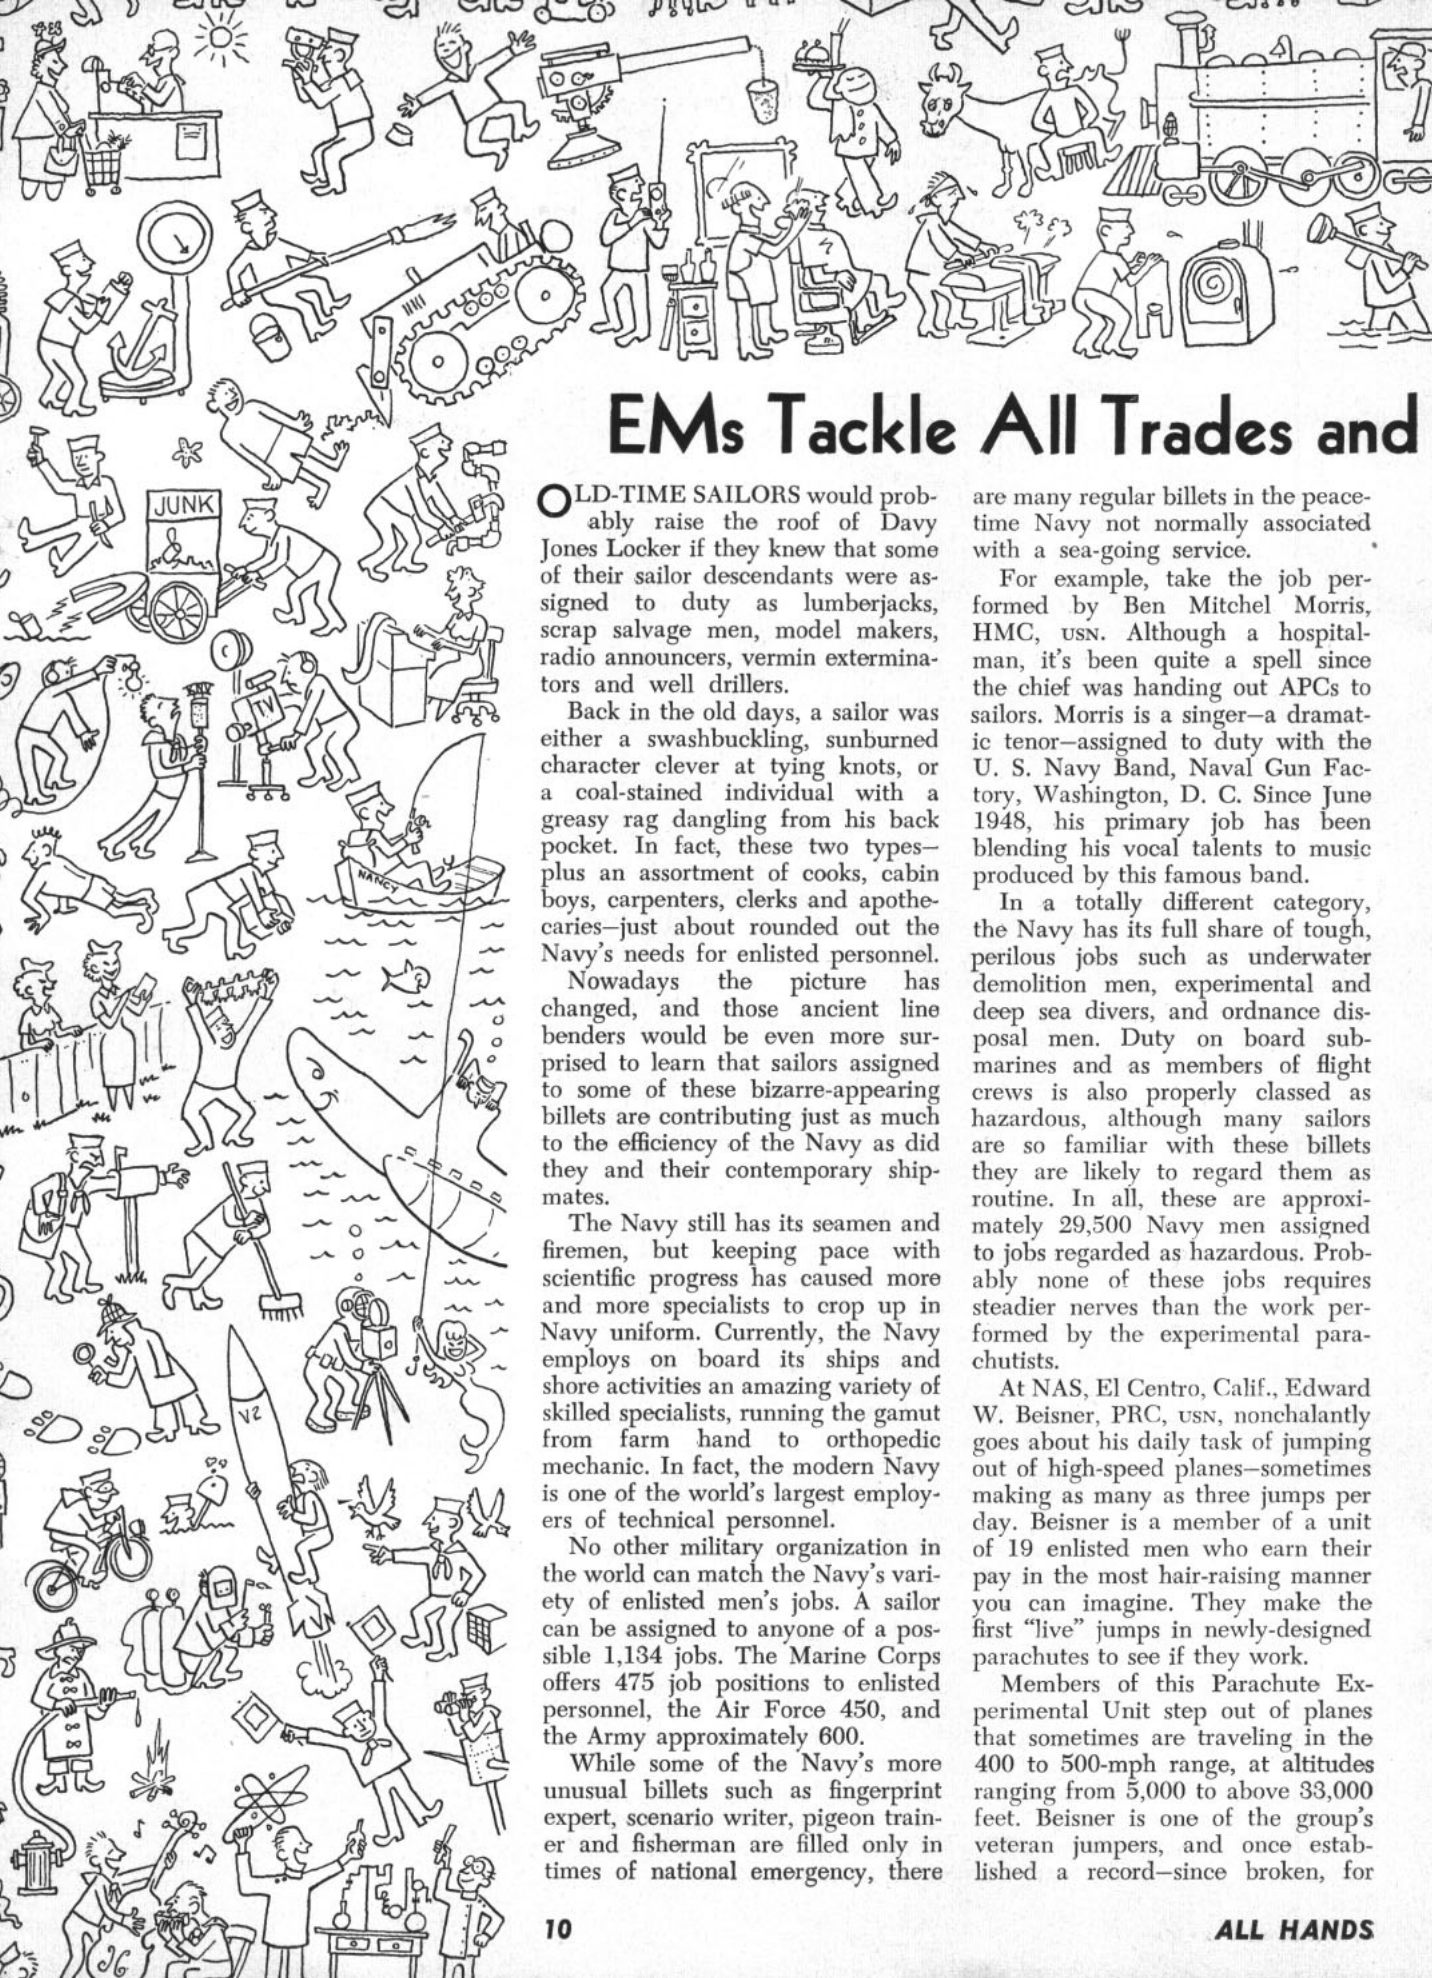 JUNK
TV
NANCY
V2
EMs Tackle All Trades and
OLD-TIME SAILORS would prob-
ably raise the roof of Davy
Jones Locker if they knew that some
of their sailor descendants were as-
signed to duty as lumberjacks,
scrap salvage men, model makers,
radio announcers, vermin extermina-
tors and well drillers.
Back in the old days, a sailor was
either a swashbuckling, sunburned
character clever at tying knots, or
a coal-stained individual with a
greasy rag dangling from his back
pocket. In fact, these two types—
plus an assortment of cooks, cabin
boys, carpenters, clerks and apothe-
caries—just about rounded out the
Navy's needs for enlisted personnel.
Nowadays the picture has
changed, and those ancient line
benders would be even more sur-
prised to learn that sailors assigned
to some of these bizarre-appearing
billets are contributing just as much
to the efficiency of the Navy as did
they and their contemporary ship-
mates.
The Navy still has its seamen and
firemen, but keeping pace with
scientific progress has caused more
and more specialists to crop up in
Navy uniform. Currently, the Navy
employs on board its ships and
shore activities an amazing variety of
skilled specialists, running the gamut
from farm hand to orthopedic
mechanic. In fact, the modern Navy
is one of the world's largest employ-
ers of technical personnel.
No other military organization in
the world can match the Navy's vari-
ety of enlisted men's jobs. A sailor
can be assigned to anyone of a pos-
sible 1,134 jobs. The Marine Corps
offers 475 job positions to enlisted
personnel, the Air Force 450, and
the Army approximately 600.
While some of the Navy's more
unusual billets such as fingerprint
expert, scenario writer, pigeon train-
er and fisherman are filled only in
times of national emergency, there
are many regular billets in the peace-
time Navy not normally associated
with a sea-going service.
For example, take the job per-
formed by Ben Mitchel Morris,
HMC, USN. Although a hospital-
man, it's been quite a spell since
the chief was handing out APCs to
sailors. Morris is a singer—a dramat-
ic tenor—assigned to duty with the
U. S. Navy Band, Naval Gun Fac-
tory, Washington, D. C. Since June
1948, his primary job has been
blending his vocal talents to music
produced by this famous band.
In a totally different category,
the Navy has its full share of tough,
perilous jobs such as underwater
demolition men, experimental and
deep sea divers, and ordnance dis-
posal men. Duty on board sub-
marines and as members of flight
crews is also properly classed as
hazardous, although many sailors
are so familiar with these billets
they are likely to regard them as
routine. In all, these are approxi-
mately 29,500 Navy men assigned
to jobs regarded as hazardous. Prob-
ably none of these jobs requires
steadier nerves than the work per-
formed by the experimental para-
chutists.
At NAS, El Centro, Calif., Edward
W. Beisner, PRC, USN, nonchalantly
goes about his daily task of jumping
out of high-speed planes—sometimes
making as many as three jumps per
day. Beisner is a member of a unit
of 19 enlisted men who earn their
pay in the most hair-raising manner
you can imagine. They make the
first "live" jumps in newly-designed
parachutes to see if they work.
Members of this Parachute Ex-
perimental Unit step out of planes
that sometimes are traveling in the
400 to 500-mph range, at altitudes
ranging from 5,000 to above 33,000
feet. Beisner is one of the group's
veteran jumpers, and once estab-
lished a record—since broken, for
10
ALL HANDS